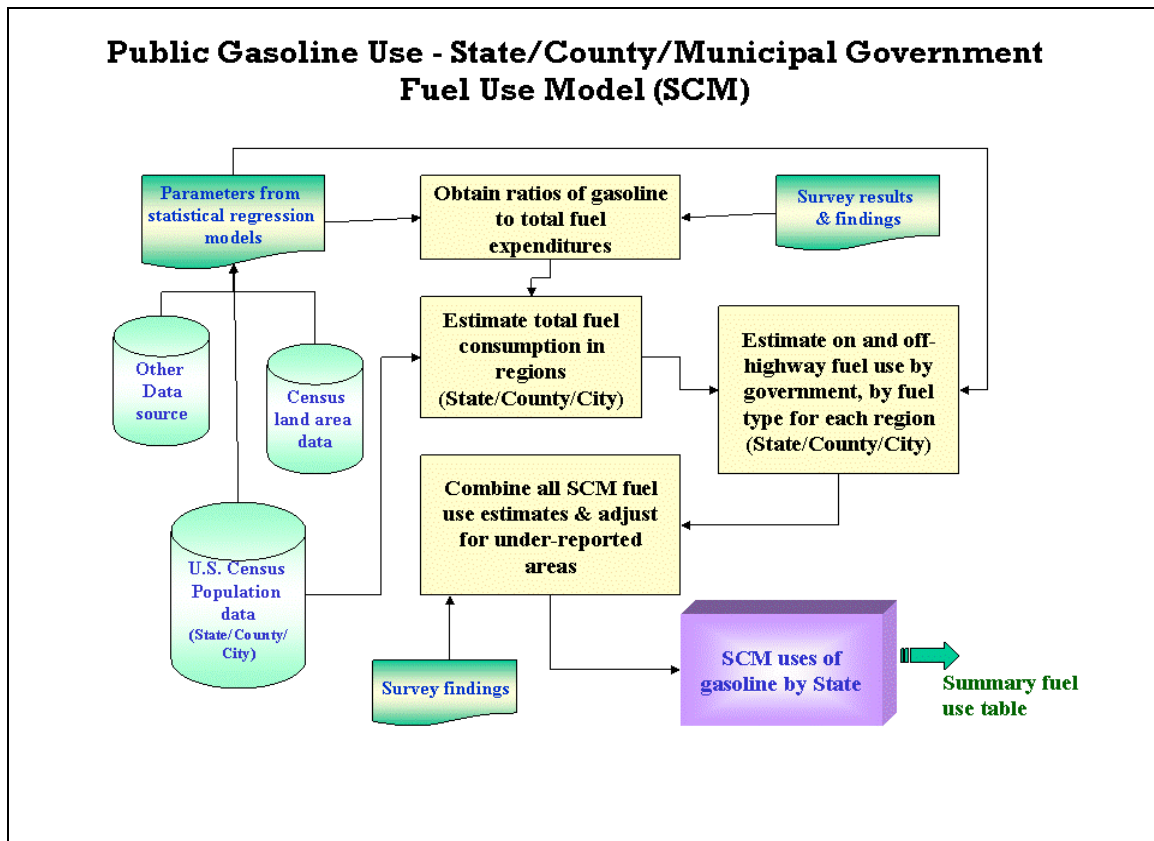 Public Gasoline Use - State/County/Municipal Government
Fuel Use Model (SCM)
Parameters from
statistical regression
models
Obtain ratios of gasoline
to total fuel
expenditures
Survey results
& findings
Other
Data
source
Census
land area
data
Estimate total fuel
consumption in
regions
(State/County/City)
Estimate on and off-
highway fuel use by
government, by fuel
type for each region
(State/County/City)
U.S. Census
Population
data
(State/County/
City)
Combine all SCM fuel
use estimates & adjust
for under-reported
areas
Survey findings
SCM uses of
gasoline by State
Summary fuel
use table